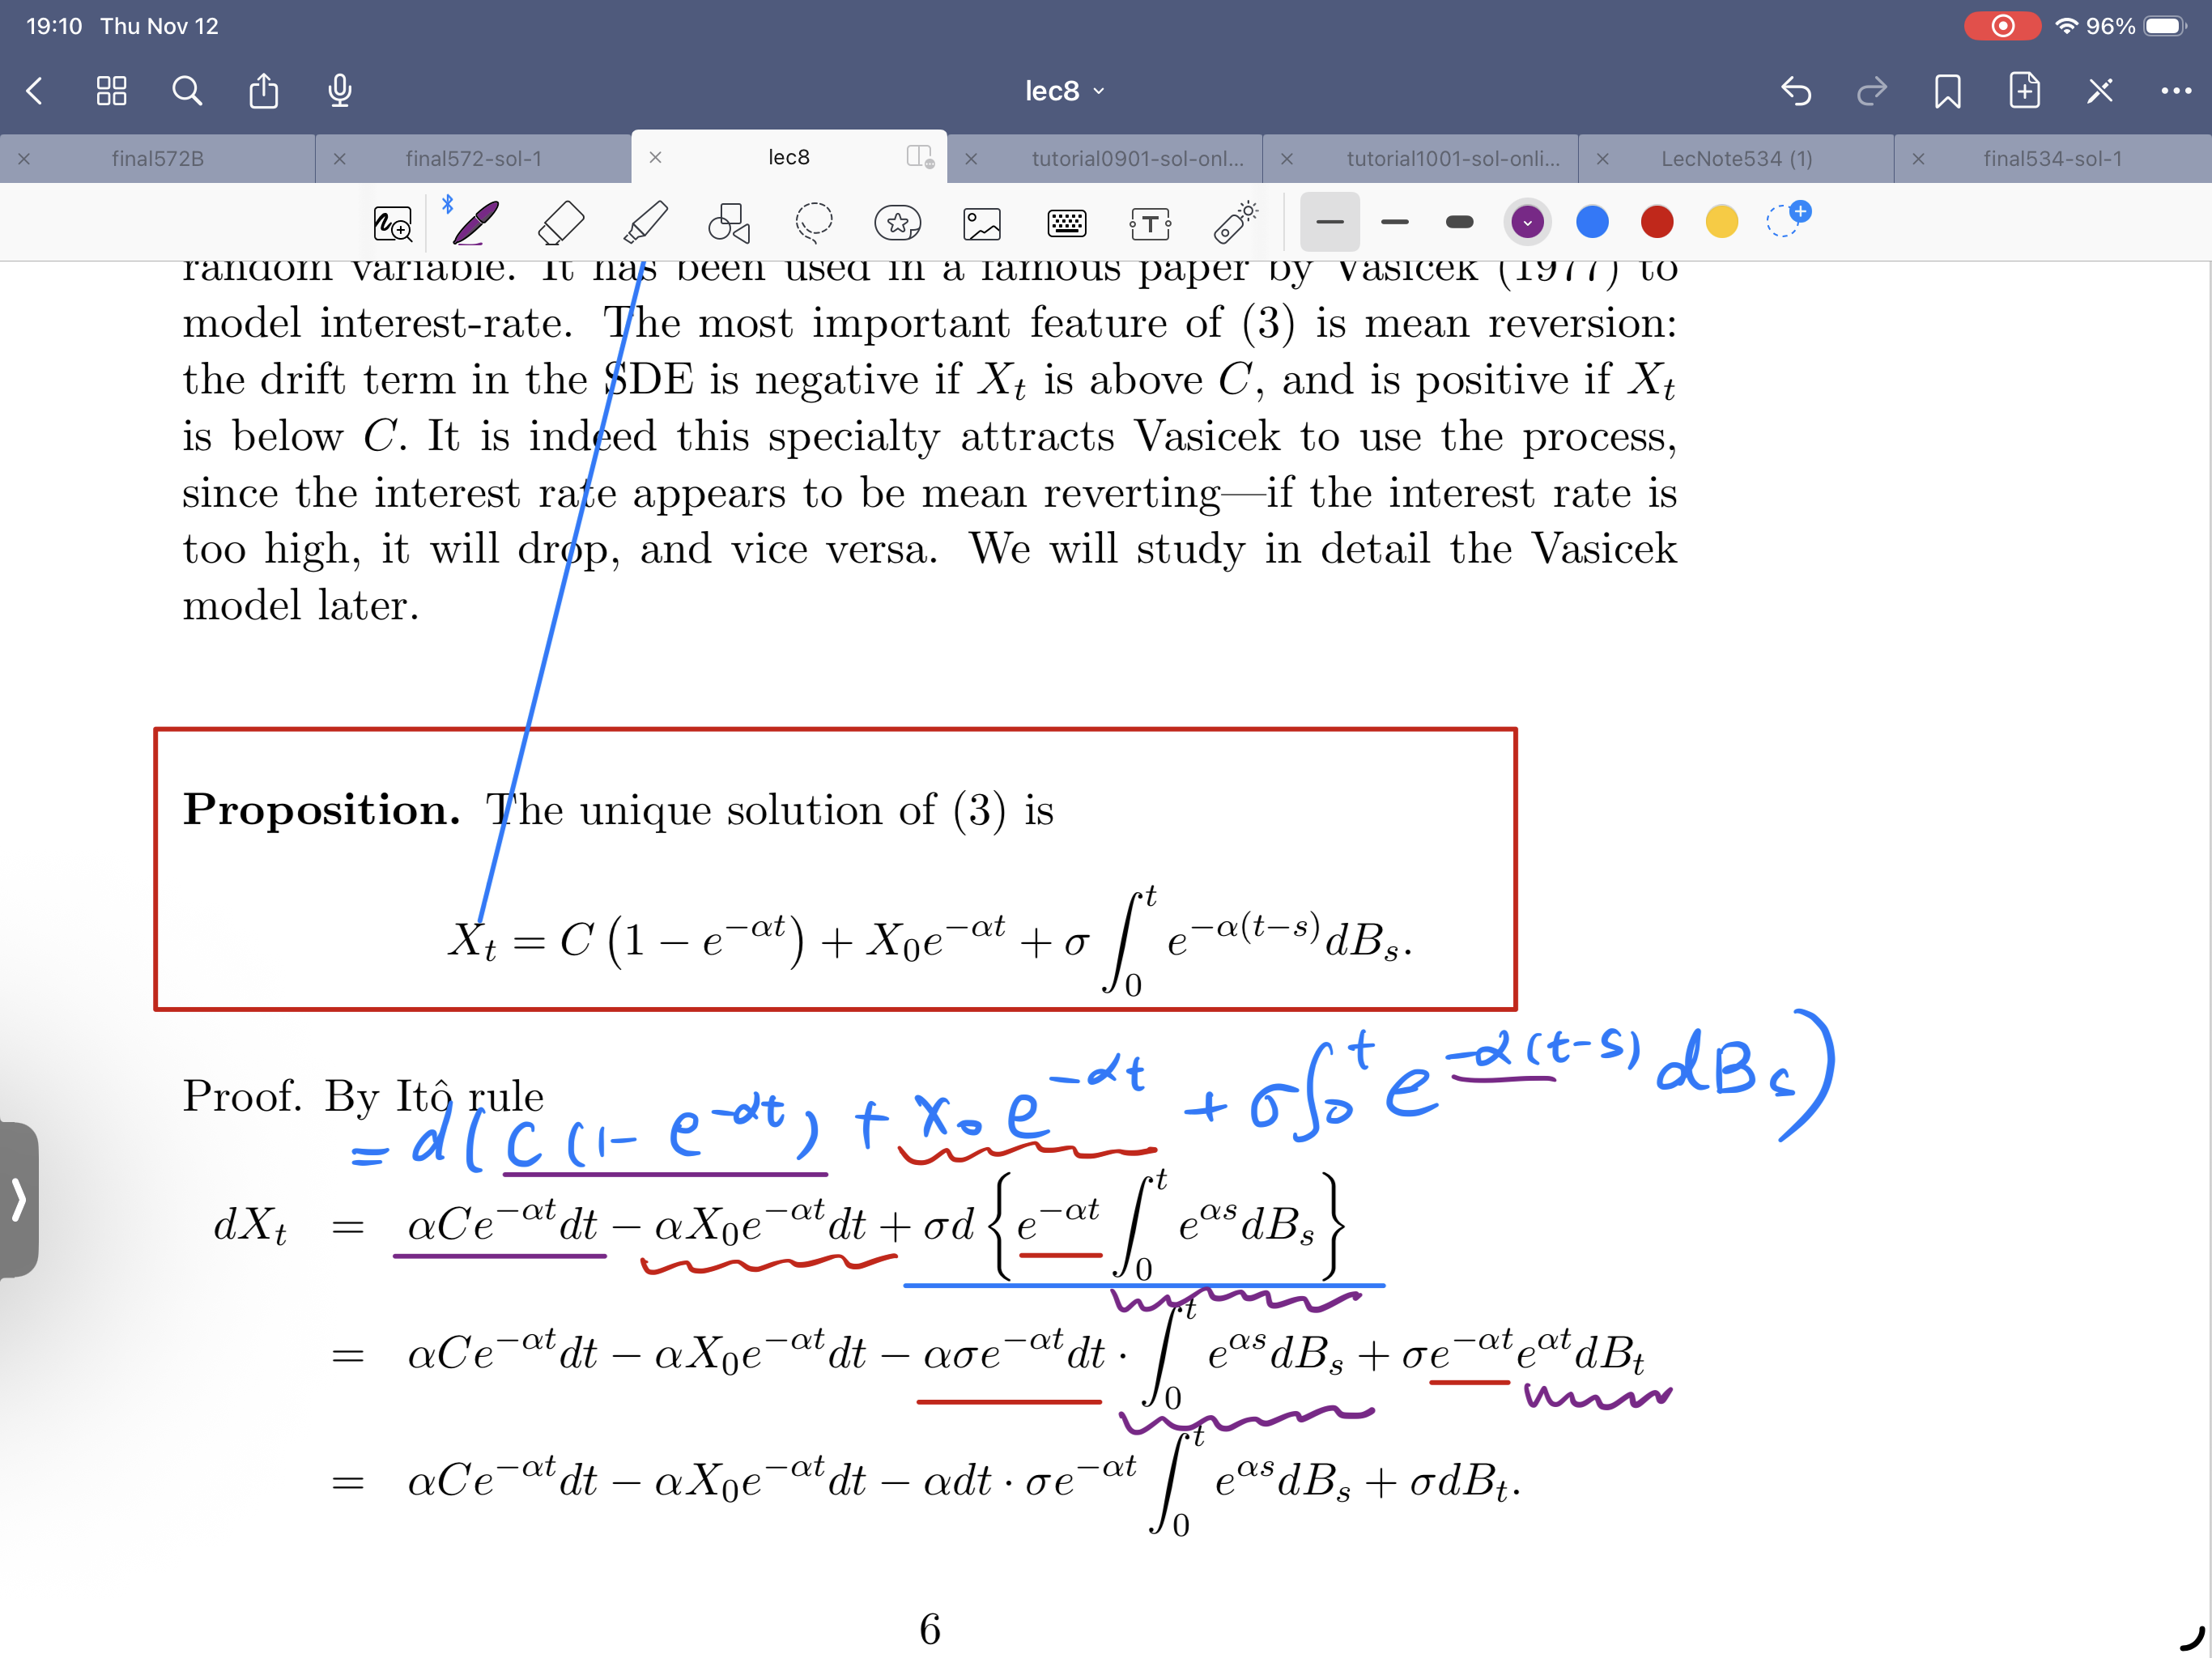 19:10 Thu Nov 12 96%
lec8
final572B final572-sol-1 lec8 tutorial0901-sol-onl... tutorial1001-sol-onli... LecNote534 (1) final534-sol-1
random variable. It has been used in a famous paper by Vasicek (1977) to
model interest-rate. The most important feature of (3) is mean reversion:
the drift term in the SDE is negative if X_t is above C, and is positive if X_t
is below C. It is indeed this specialty attracts Vasicek to use the process,
since the interest rate appears to be mean reverting—if the interest rate is
too high, it will drop, and vice versa. We will study in detail the Vasicek
model later.
Proposition. The unique solution of (3) is
X_t = C (1 − e^{−αt}) + X_0 e^{−αt} + σ ∫_0^t e^{−α(t−s)} dB_s.
Proof. By Itô rule
= d( C (1− e^{−αt}) + X_0 e^{−αt} + σ ∫_0^t e^{−α(t−s)} dB_s )
dX_t = αCe^{−αt}dt − αX_0e^{−αt}dt + σd { e^{−αt} ∫_0^t e^{αs} dB_s }
= αCe^{−αt}dt − αX_0e^{−αt}dt − ασe^{−αt}dt · ∫_0^t e^{αs} dB_s + σe^{−αt}e^{αt}dB_t
= αCe^{−αt}dt − αX_0e^{−αt}dt − αdt · σe^{−αt} ∫_0^t e^{αs} dB_s + σdB_t.
6